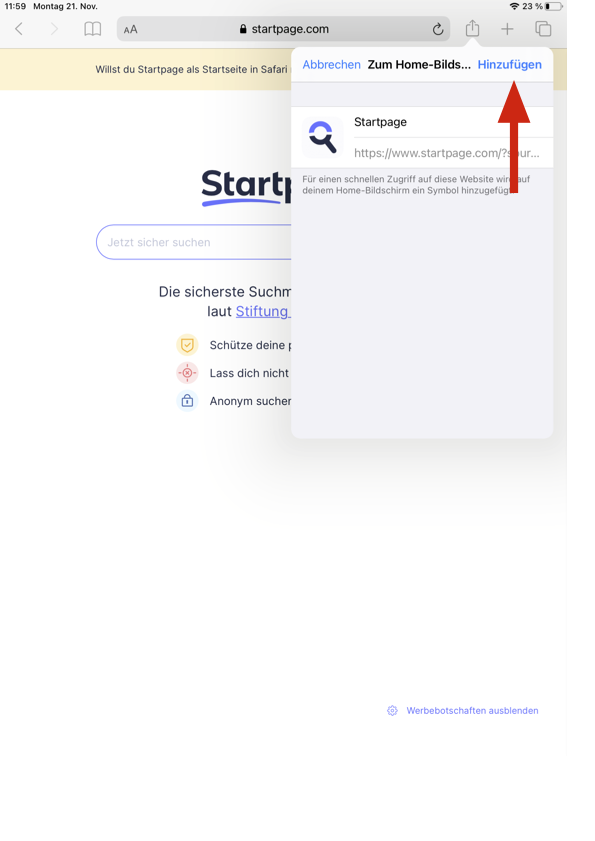 11:59 Montag 21. Nov. 23 %
AA startpage.com
Willst du Startpage als Startseite in Safari
Abbrechen Zum Home-Bilds... Hinzufügen
Startpage
https://www.startpage.com/?sour...
Für einen schnellen Zugriff auf diese Website wird auf
deinem Home-Bildschirm ein Symbol hinzugefügt.
Startp
Jetzt sicher suchen
Die sicherste Suchm
laut Stiftung
Schütze deine p
Lass dich nicht
Anonym suchen
Werbebotschaften ausblenden